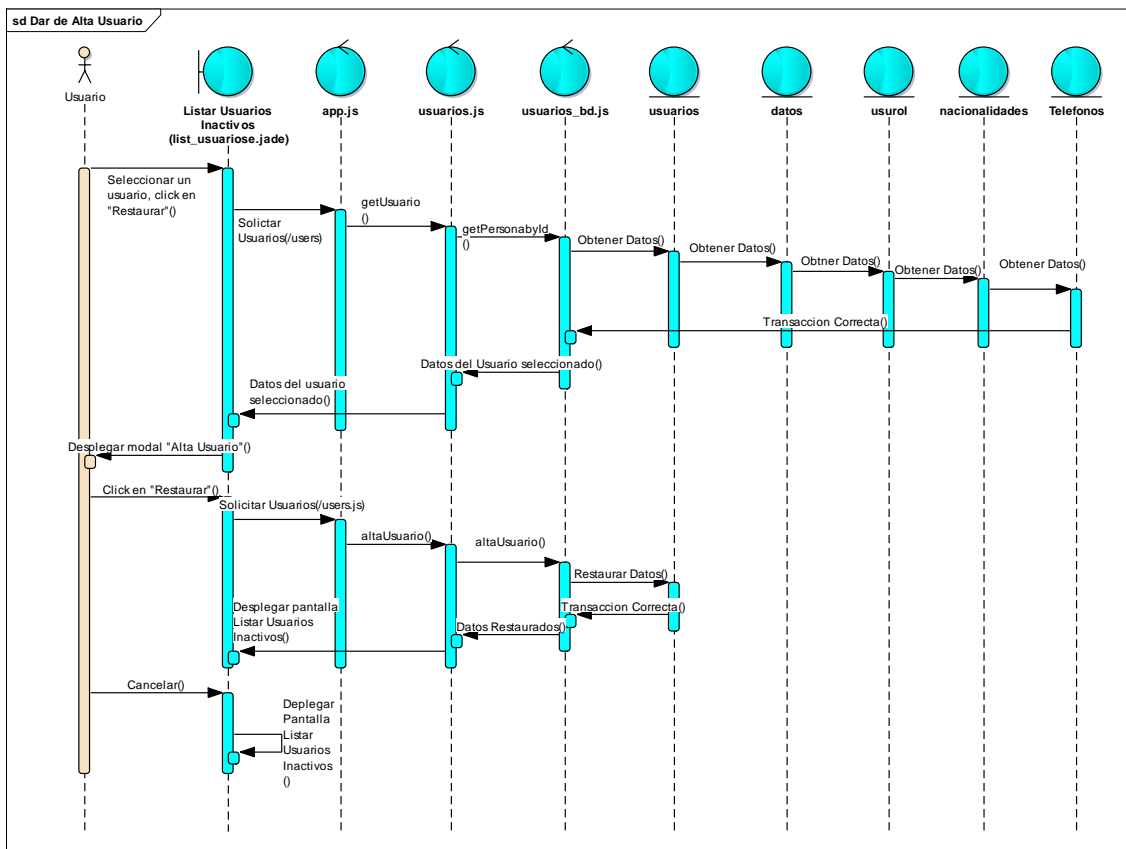 sd Dar de Alta Usuario
Usuario
Listar Usuarios
Inactivos
(list_usuariose.jade)
app.js
usuarios.js
usuarios_bd.js
usuarios
datos
usurol
nacionalidades
Telefonos
Seleccionar un
usuario, click en
"Restaurar"()
Solictar
Usuarios(/users)
getUsuario
()
getPersonabyId
()
Obtener Datos()
Obtener Datos()
Obtner Datos()
Obtener Datos()
Obtener Datos()
Transaccion Correcta()
Datos del Usuario seleccionado()
Datos del usuario
seleccionado()
Desplegar modal "Alta Usuario"()
Click en "Restaurar"()
Solicitar Usuarios(/users.js)
altaUsuario()
altaUsuario()
Restaurar Datos()
Transaccion Correcta()
Datos Restaurados()
Desplegar pantalla
Listar Usuarios
Inactivos()
Cancelar()
Deplegar
Pantalla
Listar
Usuarios
Inactivos
()